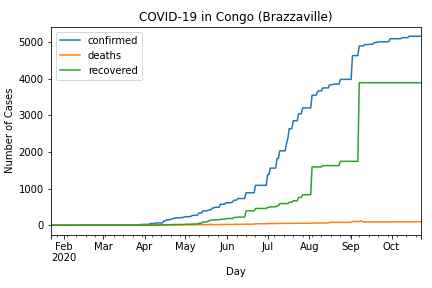 COVID-19 in Congo (Brazzaville)
confirmed
deaths
recovered
Number of Cases
5000
4000
3000
2000
1000
0
Feb Mar Apr May Jun Jul Aug Sep Oct
2020
Day